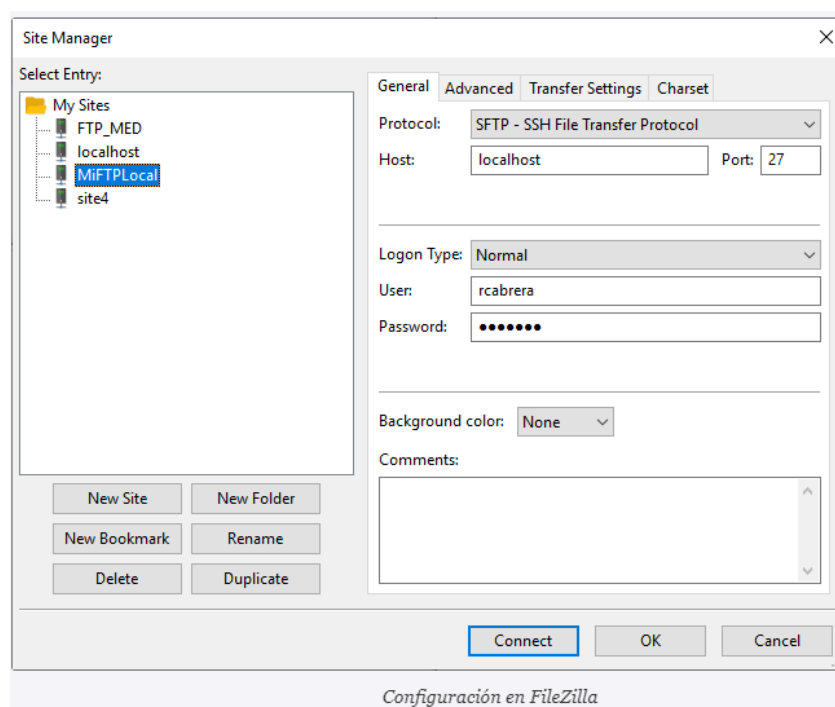 Site Manager
Select Entry:
My Sites
FTP_MED
localhost
MiFTPLocal
site4
New Site
New Folder
New Bookmark
Rename
Delete
Duplicate
General
Advanced
Transfer Settings
Charset
Protocol:
SFTP - SSH File Transfer Protocol
Host:
localhost
Port:
27
Logon Type:
Normal
User:
rcabrera
Password:
•••••••
Background color:
None
Comments:
Connect
OK
Cancel
Configuración en FileZilla